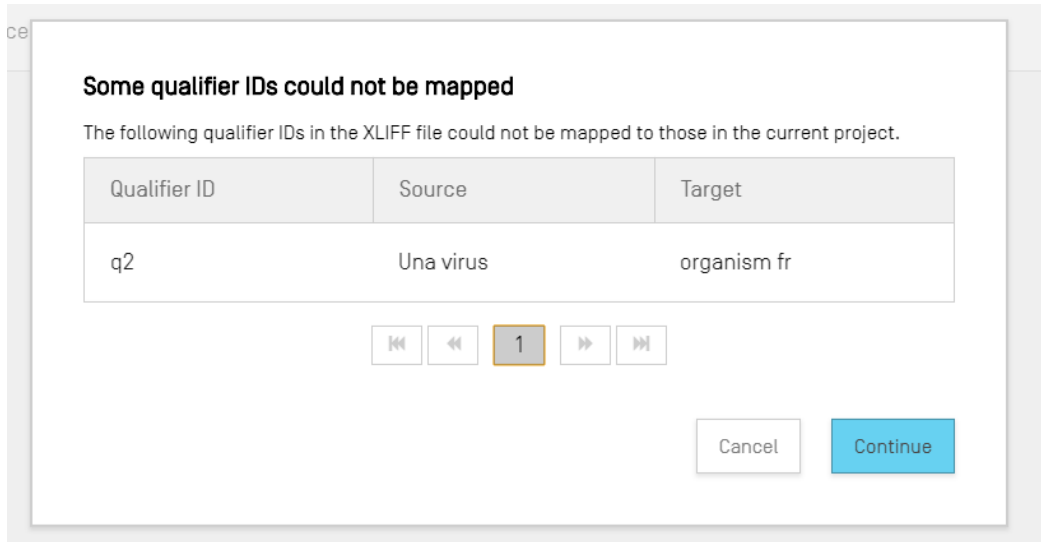 ce
Some qualifier IDs could not be mapped
The following qualifier IDs in the XLIFF file could not be mapped to those in the current project.
Qualifier ID Source Target
q2 Una virus organism fr
1
Cancel Continue